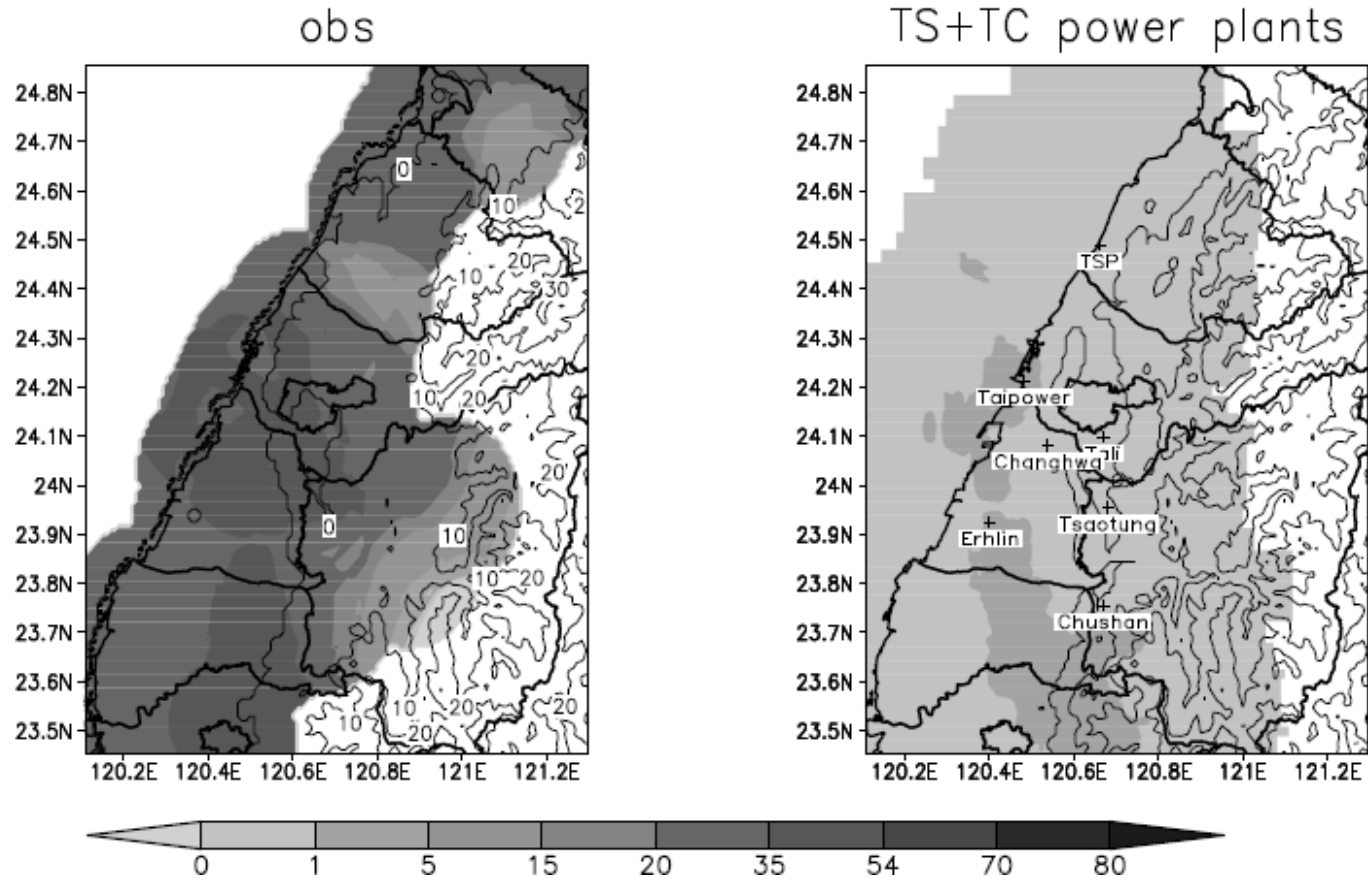 obs
TS+TC power plants
24.8N
24.7N
24.6N
24.5N
24.4N
24.3N
24.2N
24.1N
24N
23.9N
23.8N
23.7N
23.6N
23.5N
120.2E 120.4E 120.6E 120.8E 121E 121.2E
0
10
2
20
10
30
20
10
20
20
0
10
10
20
10
10
20
20
20
24.8N
24.7N
24.6N
24.5N
24.4N
24.3N
24.2N
24.1N
24N
23.9N
23.8N
23.7N
23.6N
23.5N
120.2E 120.4E 120.6E 120.8E 121E 121.2E
TSP
Taipower
Changhwa
Tsaotung
Erhlin
Chushan
0 1 5 15 20 35 54 70 80